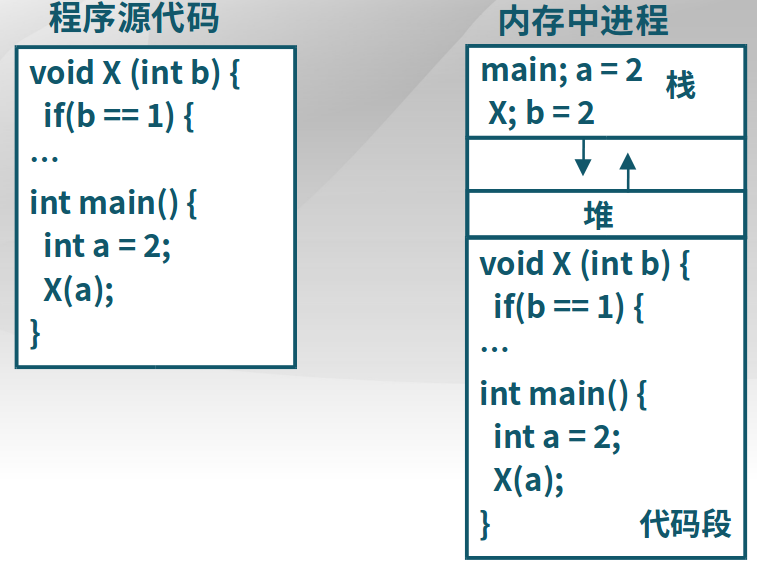 程序源代码
void X (int b) {
if(b == 1) {
…
int main() {
int a = 2;
X(a);
}
内存中进程
main; a = 2
栈
X; b = 2
堆
void X (int b) {
if(b == 1) {
…
int main() {
int a = 2;
X(a);
}
代码段